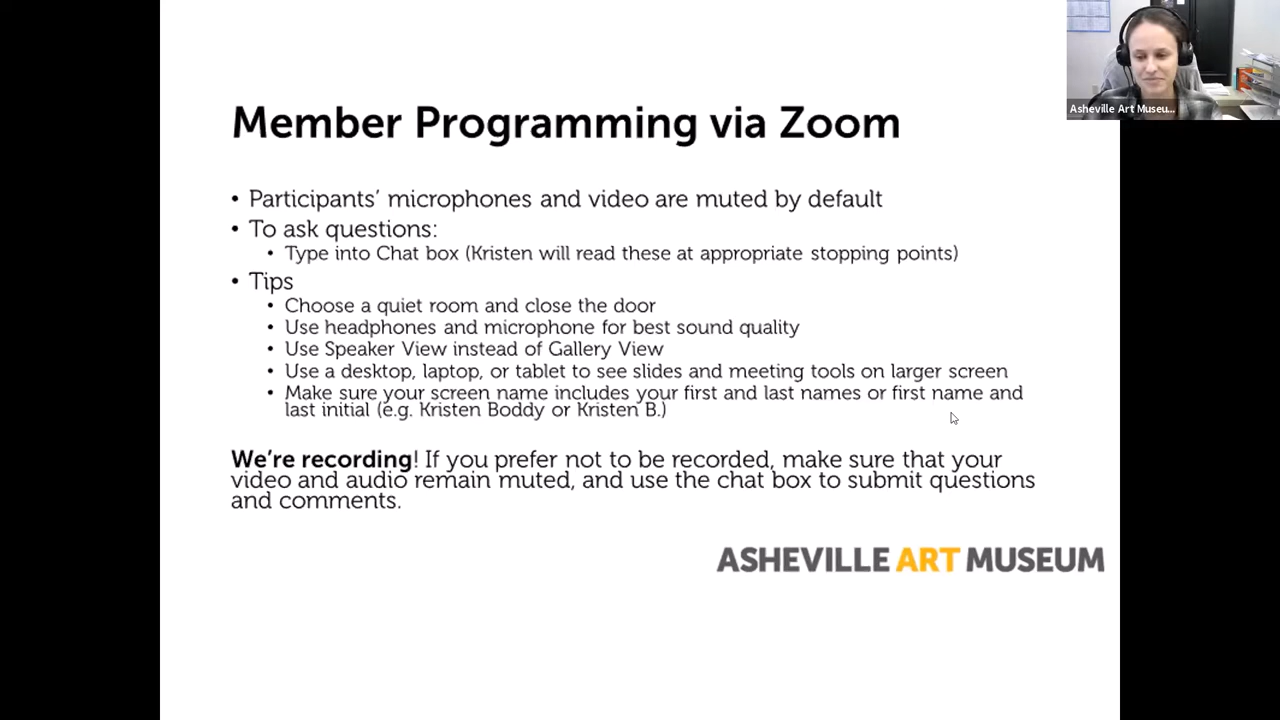 Member Programming via Zoom
• Participants’ microphones and video are muted by default
• To ask questions:
• Type into Chat box (Kristen will read these at appropriate stopping points)
• Tips
• Choose a quiet room and close the door
• Use headphones and microphone for best sound quality
• Use Speaker View instead of Gallery View
• Use a desktop, laptop, or tablet to see slides and meeting tools on larger screen
• Make sure your screen name includes your first and last names or first name and
last initial (e.g. Kristen Boddy or Kristen B.)
We’re recording! If you prefer not to be recorded, make sure that your
video and audio remain muted, and use the chat box to submit questions
and comments.
ASHEVILLE ART MUSEUM
Asheville Art Museu...